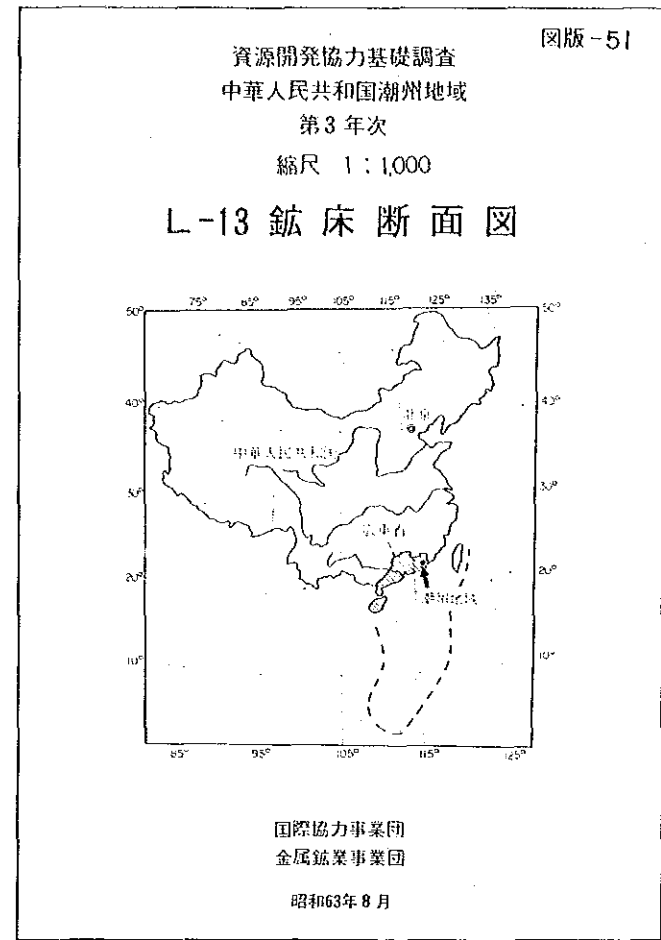 図版-51
資源開発協力基礎調査
中華人民共和国潮州地域
第3年次
縮尺 1:1,000
L-13 鉱床断面図
75° 85° 95° 105° 115° 125° 135°
50° 50°
40° 40°
北京
中華人民共和国
30° 30°
広東省
20° 20°
潮州地域
10° 10°
85° 95° 105° 115° 125°
国際協力事業団
金属鉱業事業団
昭和63年8月